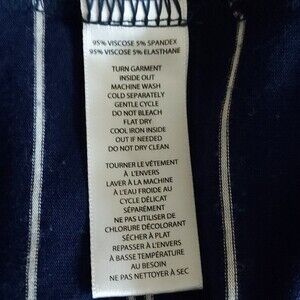 95% VISCOSE 5% SPANDEX
95% VISCOSE 5% ELASTHANE
TURN GARMENT
INSIDE OUT
MACHINE WASH
COLD SEPARATELY
GENTLE CYCLE
DO NOT BLEACH
FLAT DRY
COOL IRON INSIDE
OUT IF NEEDED
DO NOT DRY CLEAN
TOURNER LE VÊTEMENT
À L'ENVERS
LAVER À LA MACHINE
À L'EAU FROIDE AU
CYCLE DÉLICAT
SÉPARÉMENT
NE PAS UTILISER DE
CHLORURE DÉCOLORANT
SÉCHER À PLAT
REPASSER À L'ENVERS
À BASSE TEMPÉRATURE
AU BESOIN
NE PAS NETTOYER À SEC